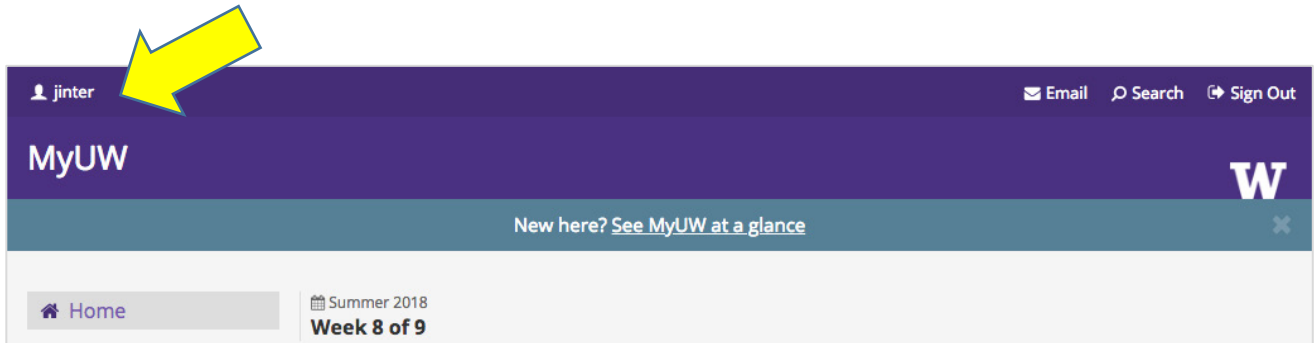 jinter
Email Search Sign Out
MyUW
W
New here? See MyUW at a glance
Home
Summer 2018
Week 8 of 9